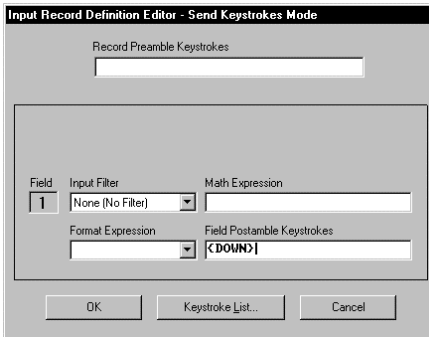 Input Record Definition Editor - Send Keystrokes Mode
Record Preamble Keystrokes
Field Input Filter Math Expression
1 None (No Filter)
Format Expression Field Postamble Keystrokes
{DOWN}
OK Keystroke List... Cancel